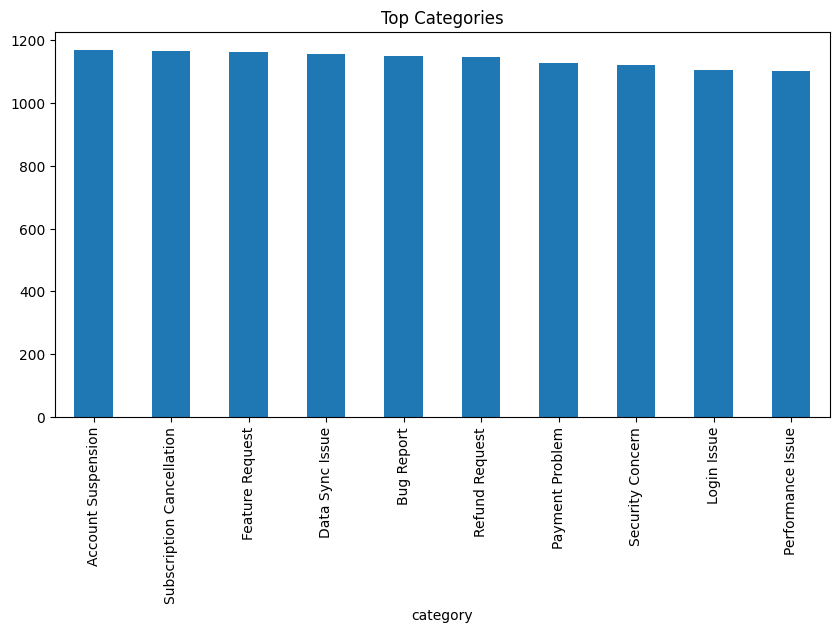 Top Categories
1200
1000
800
600
400
200
0
Account Suspension
Subscription Cancellation
Feature Request
Data Sync Issue
Bug Report
Refund Request
Payment Problem
Security Concern
Login Issue
Performance Issue
category